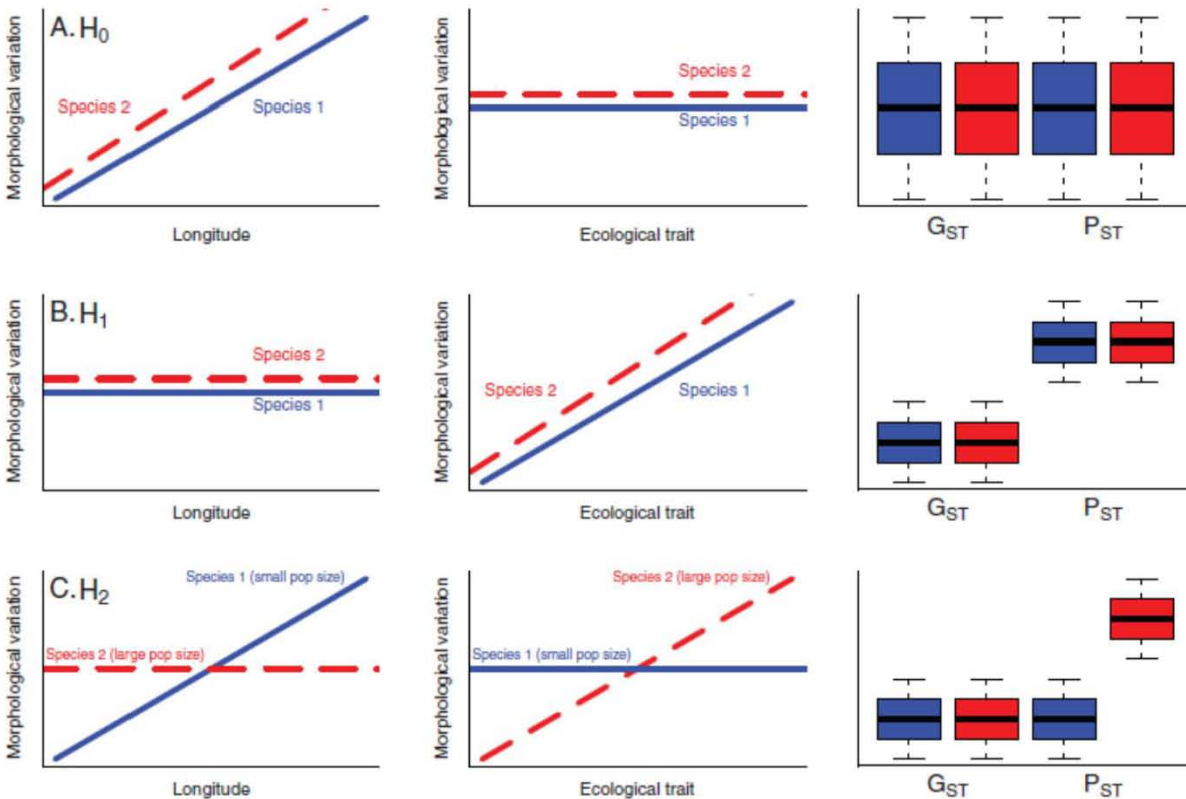 A. H0
Morphological variation
Species 2
Species 1
Longitude
Morphological variation
Species 2
Species 1
Ecological trait
GST
PST
B. H1
Morphological variation
Species 2
Species 1
Longitude
Morphological variation
Species 2
Species 1
Ecological trait
GST
PST
C. H2
Morphological variation
Species 1 (small pop size)
Species 2 (large pop size)
Longitude
Morphological variation
Species 2 (large pop size)
Species 1 (small pop size)
Ecological trait
GST
PST